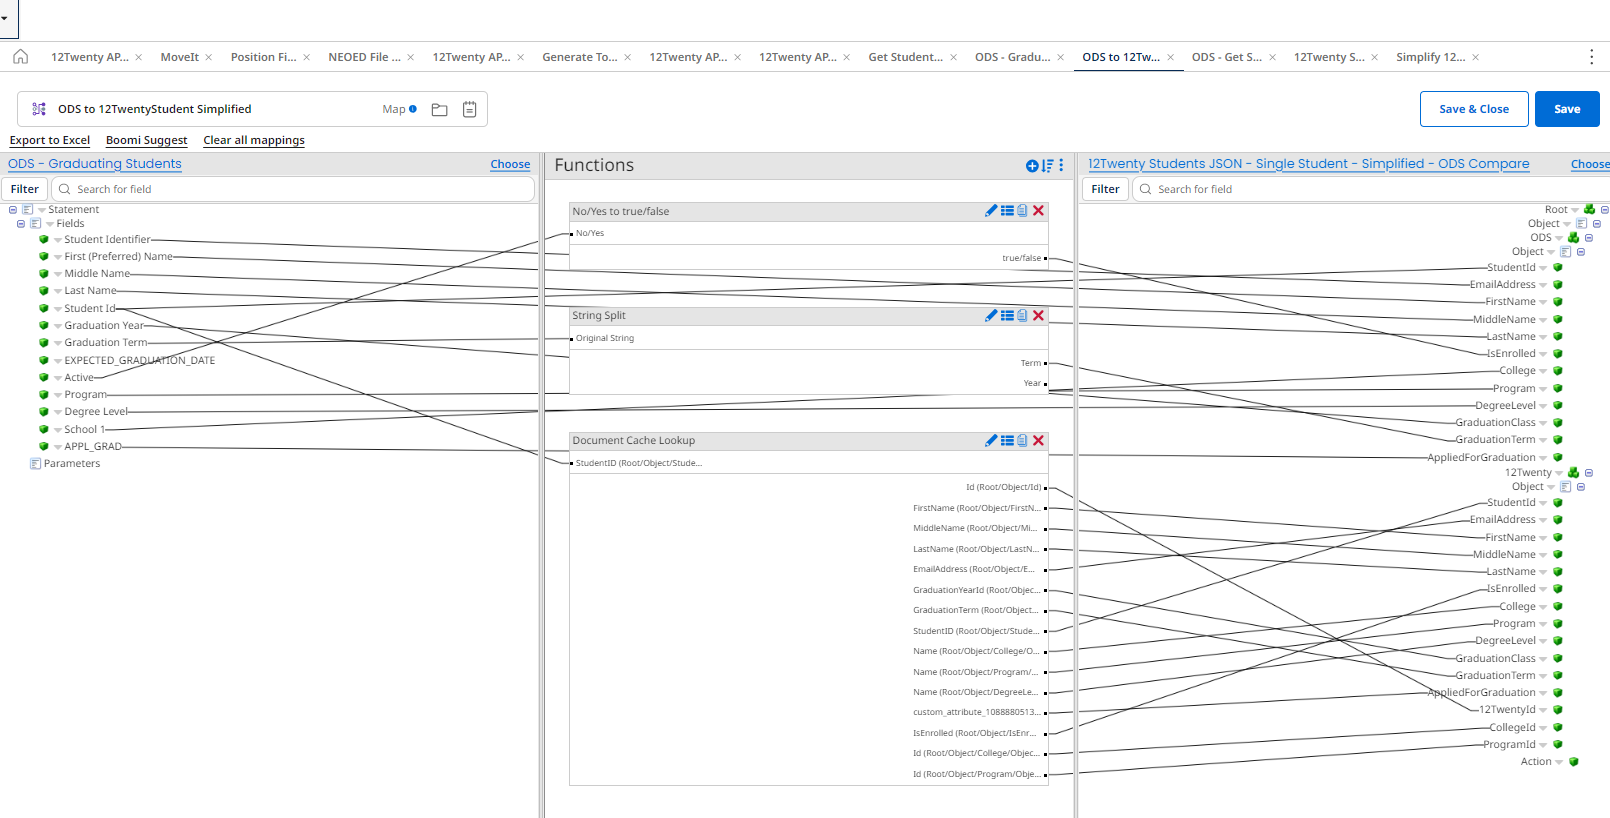 12Twenty AP... MoveIt Position Fi... NEOED File ... 12Twenty AP... Generate To... 12Twenty AP... 12Twenty AP... Get Student... ODS - Gradu... ODS to 12Tw... ODS - Get S... 12Twenty S... Simplify 12...
ODS to 12TwentyStudent Simplified Map Save & Close Save
Export to Excel Boomi Suggest Clear all mappings
ODS - Graduating Students Choose
Filter Search for field
Statement
Fields
Student Identifier
First (Preferred) Name
Middle Name
Last Name
Student Id
Graduation Year
Graduation Term
EXPECTED_GRADUATION_DATE
Active
Program
Degree Level
School 1
APPL_GRAD
Parameters
Functions
No/Yes to true/false
No/Yes
true/false
String Split
Original String
Term
Year
Document Cache Lookup
StudentID (Root/Object/Stude...
Id (Root/Object/Id)
FirstName (Root/Object/FirstN...
MiddleName (Root/Object/Mi...
LastName (Root/Object/LastN...
EmailAddress (Root/Object/E...
GraduationYearId (Root/Objec...
GraduationTerm (Root/Object...
StudentID (Root/Object/Stude...
Name (Root/Object/College/O...
Name (Root/Object/Program/...
Name (Root/Object/DegreeLe...
custom_attribute_1088880513...
IsEnrolled (Root/Object/IsEnr...
Id (Root/Object/College/Objec...
Id (Root/Object/Program/Obje...
12Twenty Students JSON - Single Student - Simplified - ODS Compare Choose
Filter Search for field
Root
Object
ODS
Object
StudentId
EmailAddress
FirstName
MiddleName
LastName
IsEnrolled
College
Program
DegreeLevel
GraduationClass
GraduationTerm
AppliedForGraduation
12Twenty
Object
StudentId
EmailAddress
FirstName
MiddleName
LastName
IsEnrolled
College
Program
DegreeLevel
GraduationClass
GraduationTerm
AppliedForGraduation
12TwentyId
CollegeId
ProgramId
Action